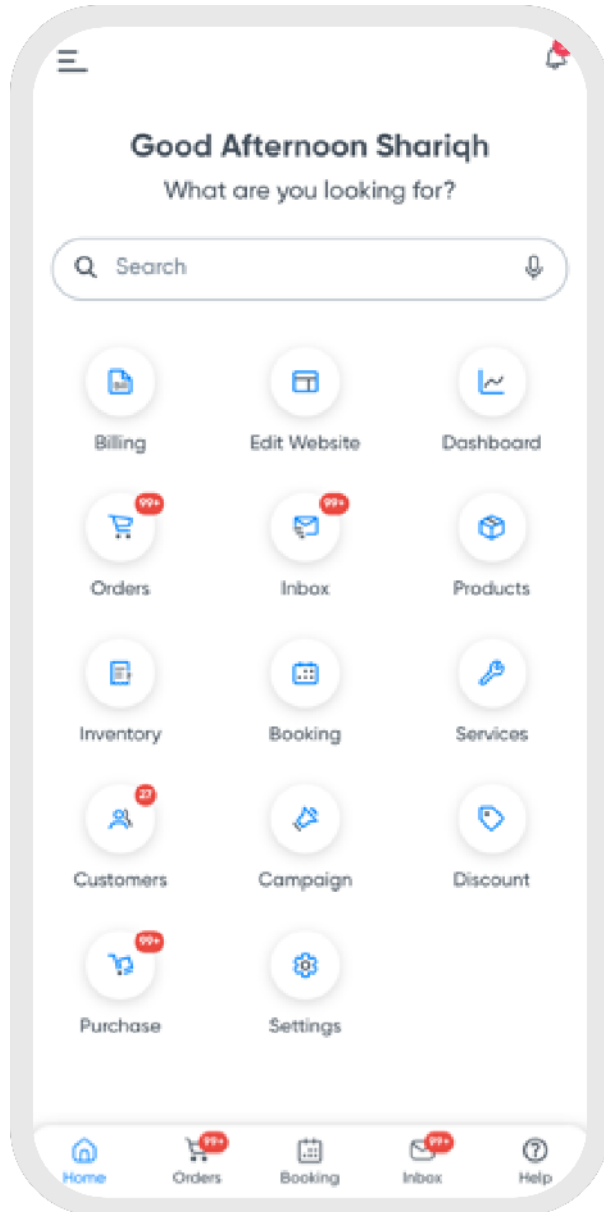 Good Afternoon Shariqh
What are you looking for?
Search
Billing Edit Website Dashboard
99+ 99+
Orders Inbox Products
Inventory Booking Services
27
Customers Campaign Discount
99+
Purchase Settings
99+ 99+
Home Orders Booking Inbox Help